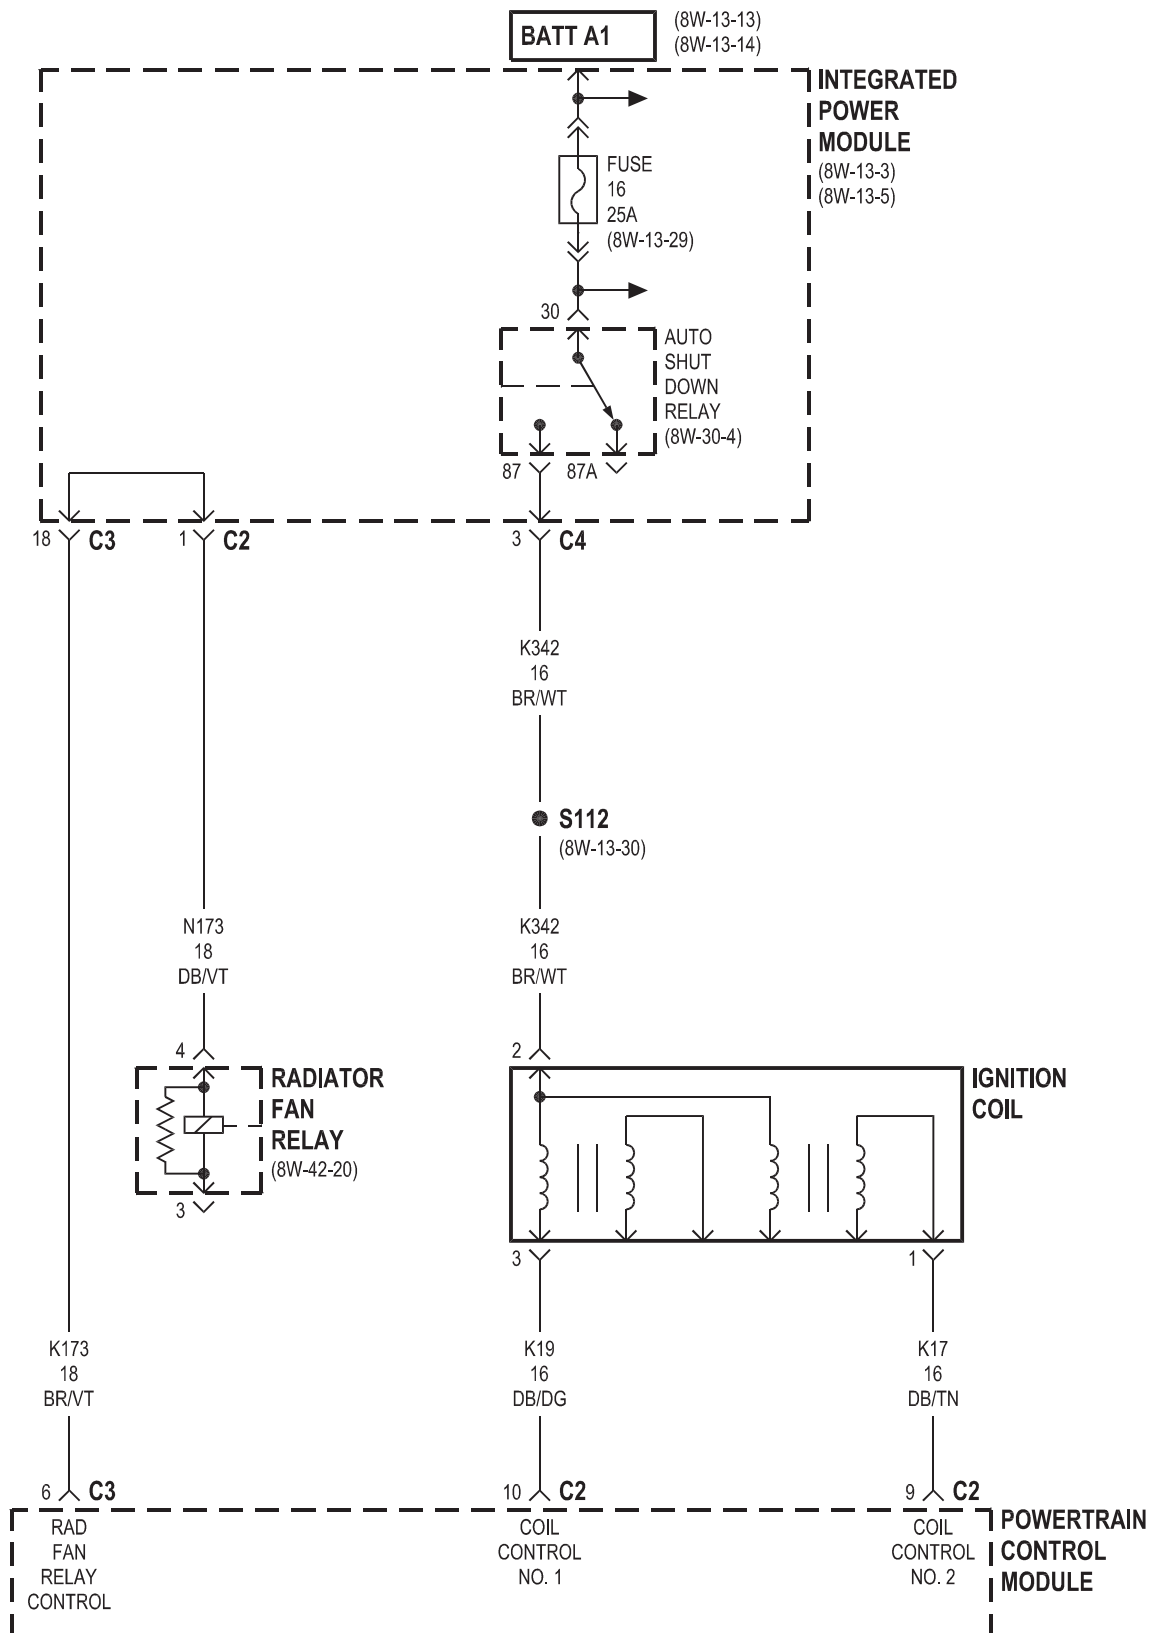 BATT A1
(8W-13-13)
(8W-13-14)
INTEGRATED
POWER
MODULE
(8W-13-3)
(8W-13-5)
FUSE
16
25A
(8W-13-29)
30
AUTO
SHUT
DOWN
RELAY
(8W-30-4)
87
87A
18
C3
1
C2
3
C4
K342
16
BR/WT
S112
(8W-13-30)
N173
18
DB/VT
K342
16
BR/WT
4
2
RADIATOR
FAN
RELAY
(8W-42-20)
IGNITION
COIL
3
3
1
K173
18
BR/VT
K19
16
DB/DG
K17
16
DB/TN
6
C3
10
C2
9
C2
RAD
FAN
RELAY
CONTROL
COIL
CONTROL
NO. 1
COIL
CONTROL
NO. 2
POWERTRAIN
CONTROL
MODULE